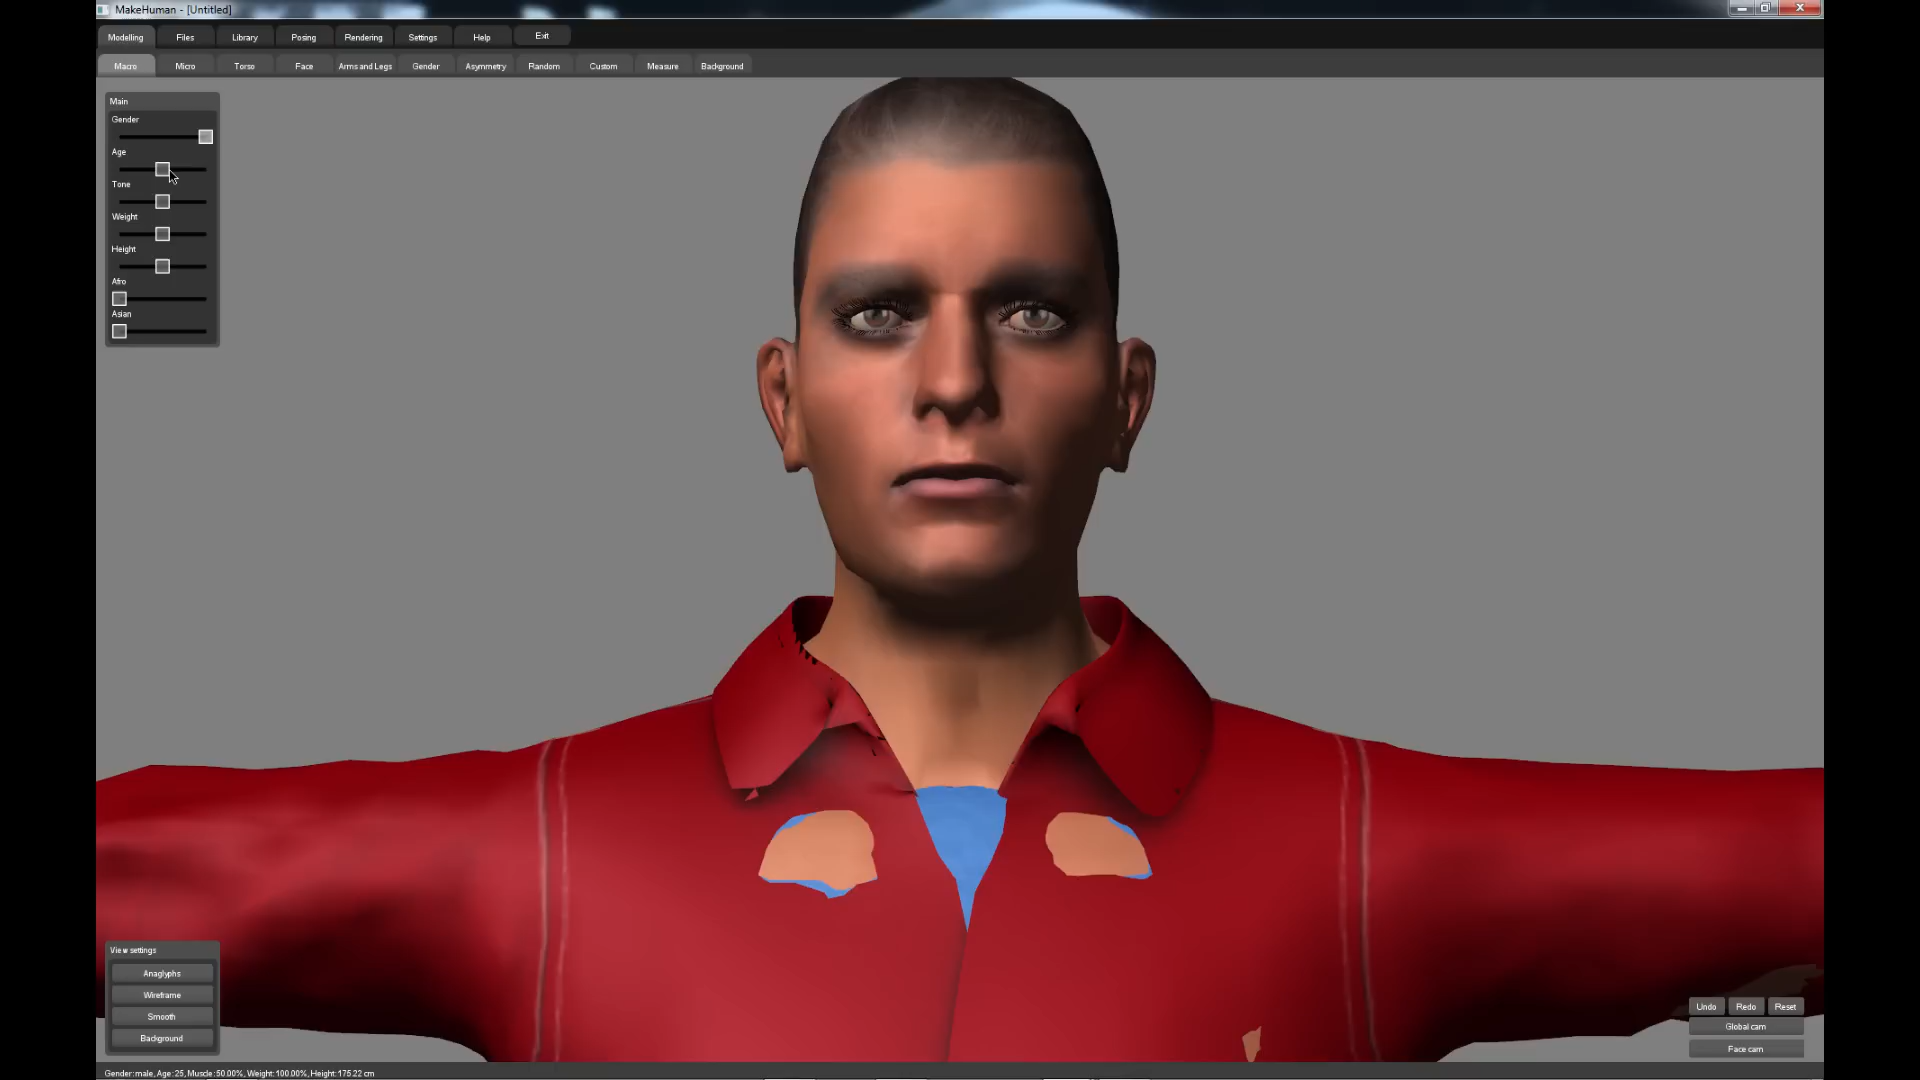 MakeHuman - [Untitled]
Modelling Files Library Posing Rendering Settings Help Exit
Macro Micro Torso Face Arms and Legs Gender Asymmetry Random Custom Measure Background
Main
Gender
Age
Tone
Weight
Height
Afro
Asian
View settings
Anaglyphs
Wireframe
Smooth
Background
Undo Redo Reset
Global cam
Face cam
Gender: male, Age: 25, Muscle: 50.00%, Weight: 100.00%, Height: 175.22 cm